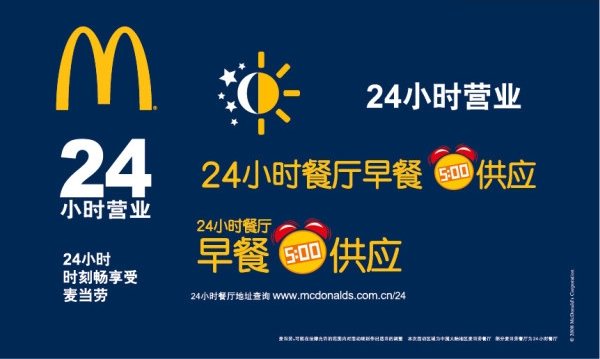 24小时营业
24
小时营业
24小时餐厅早餐 5:00 供应
24小时餐厅
早餐 5:00 供应
24小时
时刻畅享受
麦当劳
24小时餐厅地址查询 www.mcdonalds.com.cn/24
© 2008 McDonald's Corporation